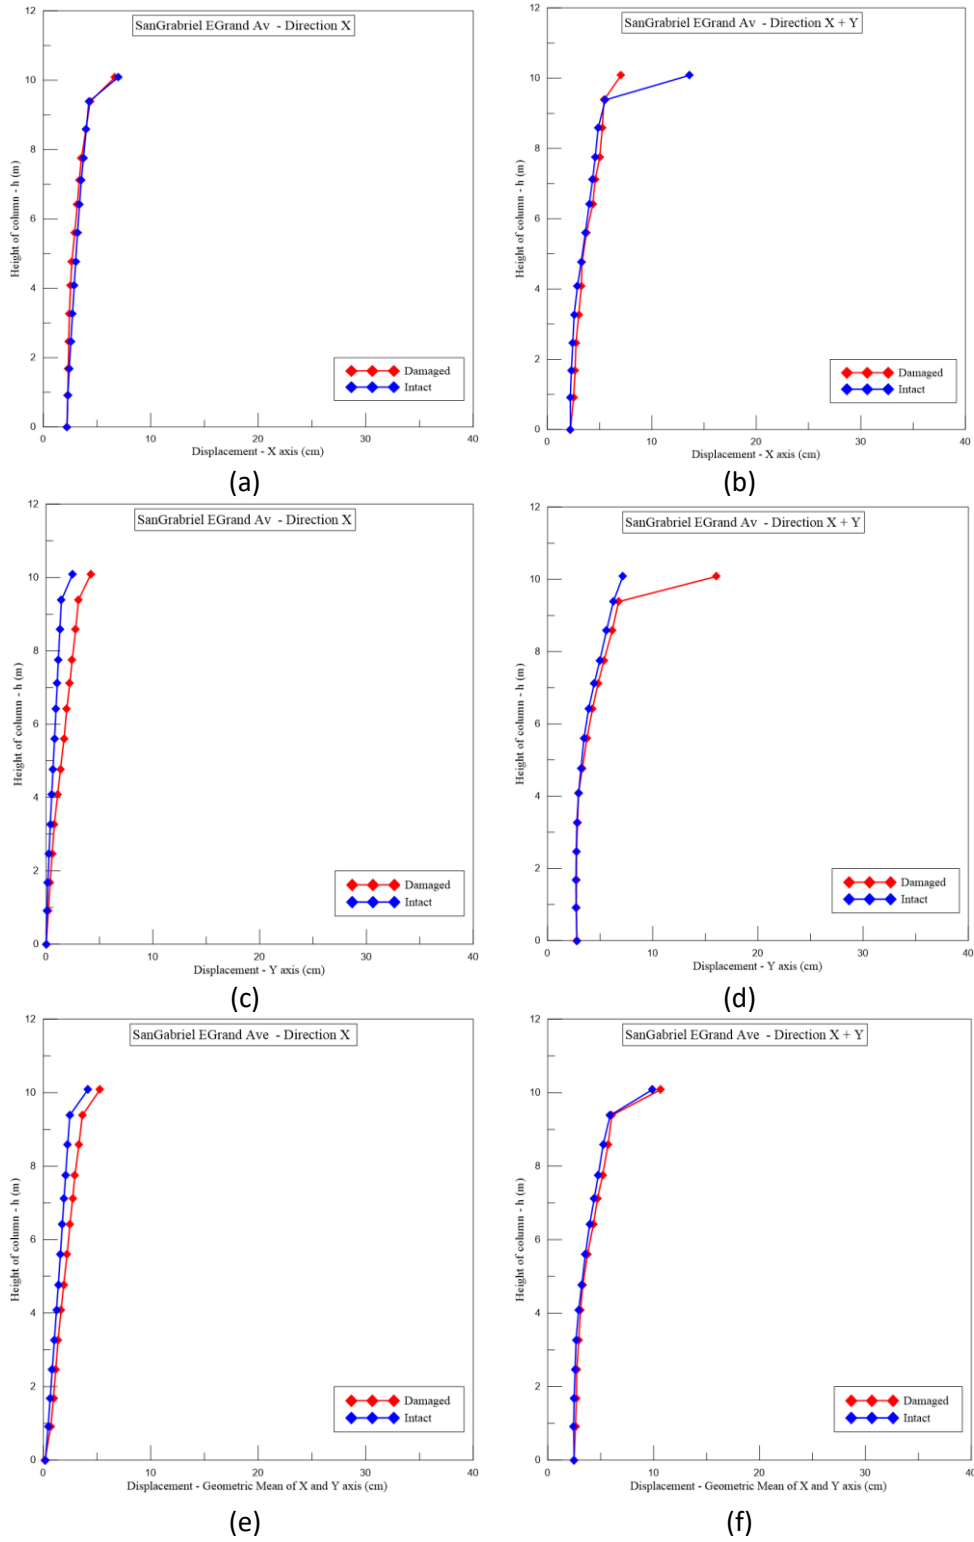 SanGrabriel EGrand Av - Direction X
12
10
8
6
4
2
0
Height of column - h (m)
Damaged
Intact
0 10 20 30 40
Displacement - X axis (cm)
(a)
SanGrabriel EGrand Av - Direction X + Y
12
10
8
6
4
2
0
Height of column - h (m)
Damaged
Intact
0 10 20 30 40
Displacement - X axis (cm)
(b)
SanGrabriel EGrand Av - Direction X
12
10
8
6
4
2
0
Height of column - h (m)
Damaged
Intact
0 10 20 30 40
Displacement - Y axis (cm)
(c)
SanGrabriel EGrand Av - Direction X + Y
12
10
8
6
4
2
0
Height of column - h (m)
Damaged
Intact
0 10 20 30 40
Displacement - Y axis (cm)
(d)
SanGabriel EGrand Ave - Direction X
12
10
8
6
4
2
0
Height of column - h (m)
Damaged
Intact
0 10 20 30 40
Displacement - Geometric Mean of X and Y axis (cm)
(e)
SanGabriel EGrand Ave - Direction X + Y
12
10
8
6
4
2
0
Height of column - h (m)
Damaged
Intact
0 10 20 30 40
Displacement - Geometric Mean of X and Y axis (cm)
(f)